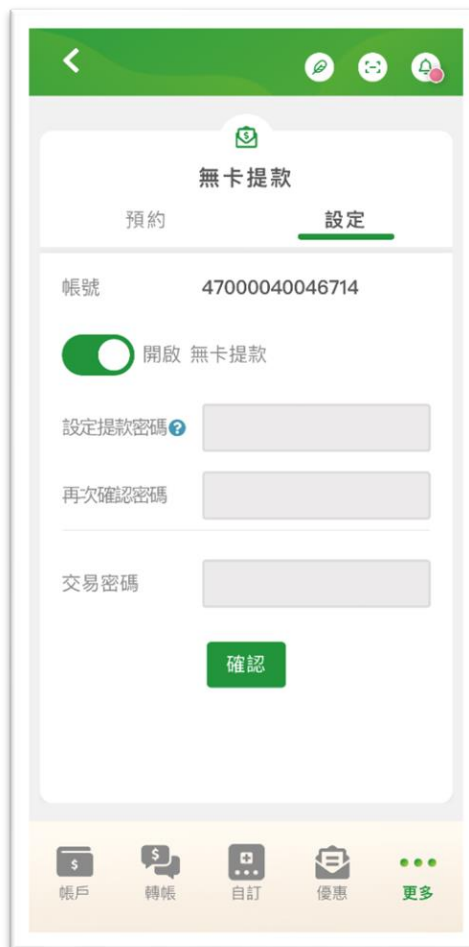 無卡提款
預約 設定
帳號 47000040046714
開啟 無卡提款
設定提款密碼?
再次確認密碼
交易密碼
確認
帳戶 轉帳 自訂 優惠 更多